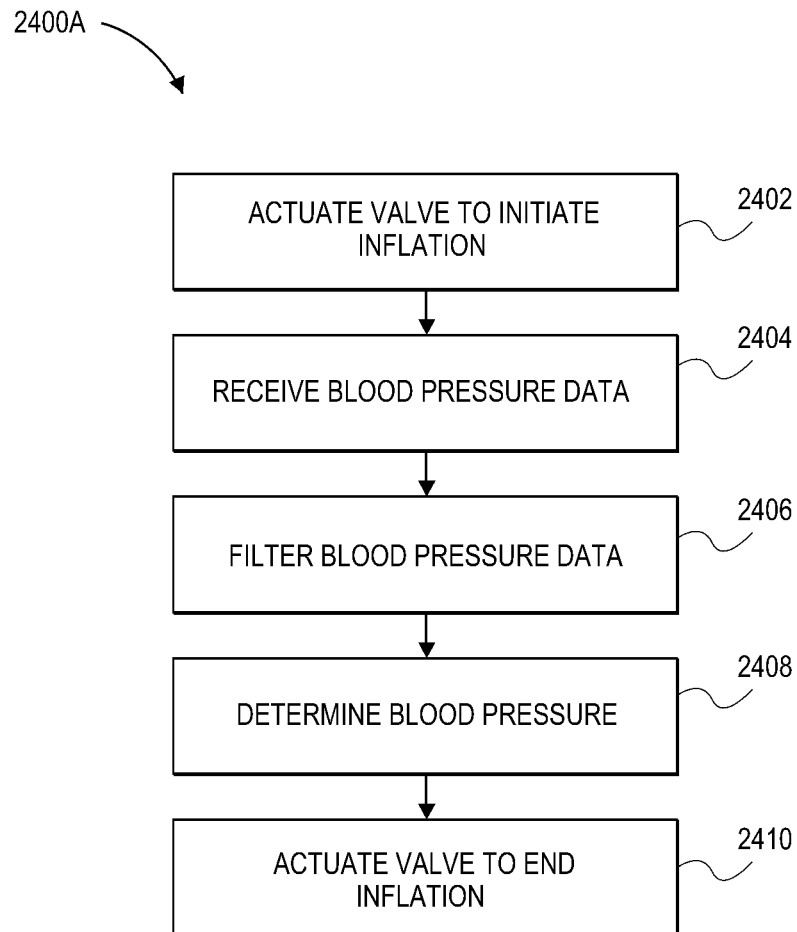 2400A
ACTUATE VALVE TO INITIATE
INFLATION
2402
RECEIVE BLOOD PRESSURE DATA
2404
FILTER BLOOD PRESSURE DATA
2406
DETERMINE BLOOD PRESSURE
2408
ACTUATE VALVE TO END
INFLATION
2410